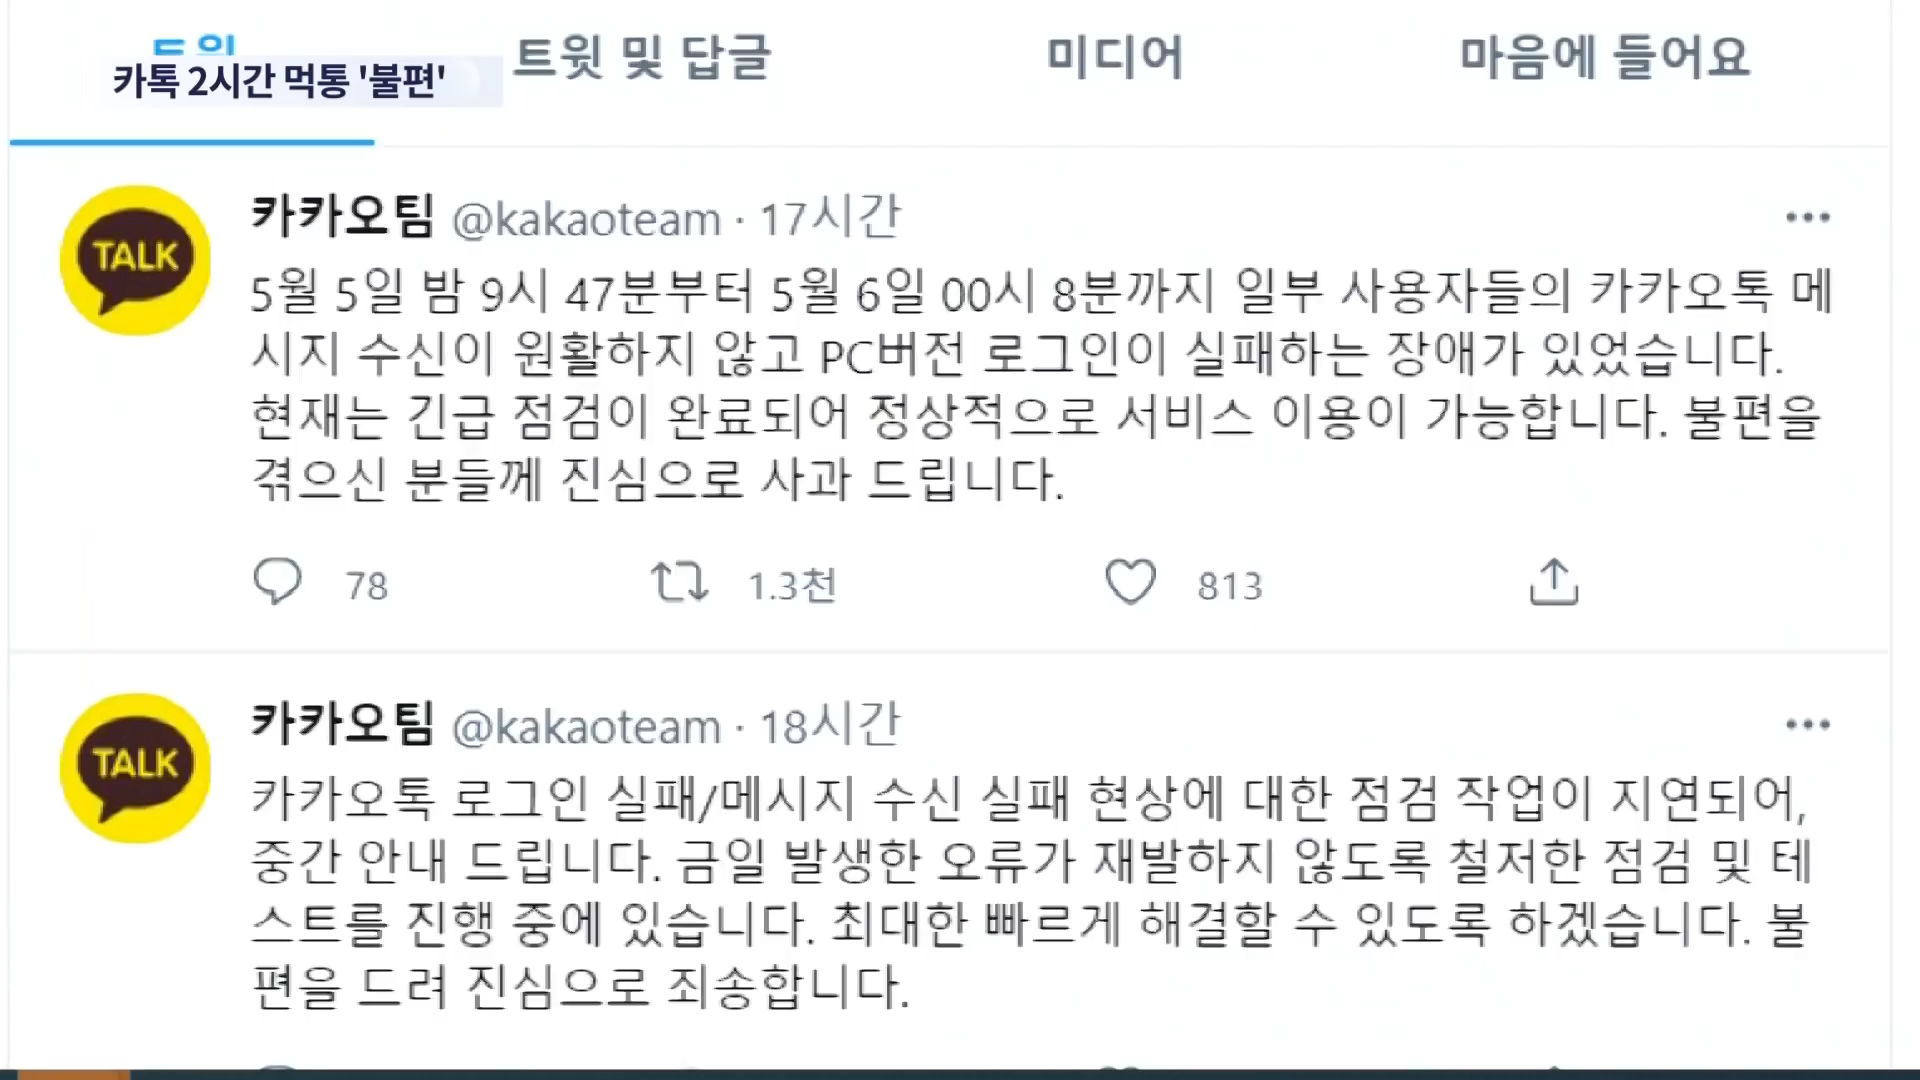 트윗
트윗 및 답글
미디어
마음에 들어요
카톡 2시간 먹통 '불편'
TALK
카카오팀 @kakaoteam · 17시간
5월 5일 밤 9시 47분부터 5월 6일 00시 8분까지 일부 사용자들의 카카오톡 메
시지 수신이 원활하지 않고 PC버전 로그인이 실패하는 장애가 있었습니다.
현재는 긴급 점검이 완료되어 정상적으로 서비스 이용이 가능합니다. 불편을
겪으신 분들께 진심으로 사과 드립니다.
78
1.3천
813
TALK
카카오팀 @kakaoteam · 18시간
카카오톡 로그인 실패/메시지 수신 실패 현상에 대한 점검 작업이 지연되어,
중간 안내 드립니다. 금일 발생한 오류가 재발하지 않도록 철저한 점검 및 테
스트를 진행 중에 있습니다. 최대한 빠르게 해결할 수 있도록 하겠습니다. 불
편을 드려 진심으로 죄송합니다.